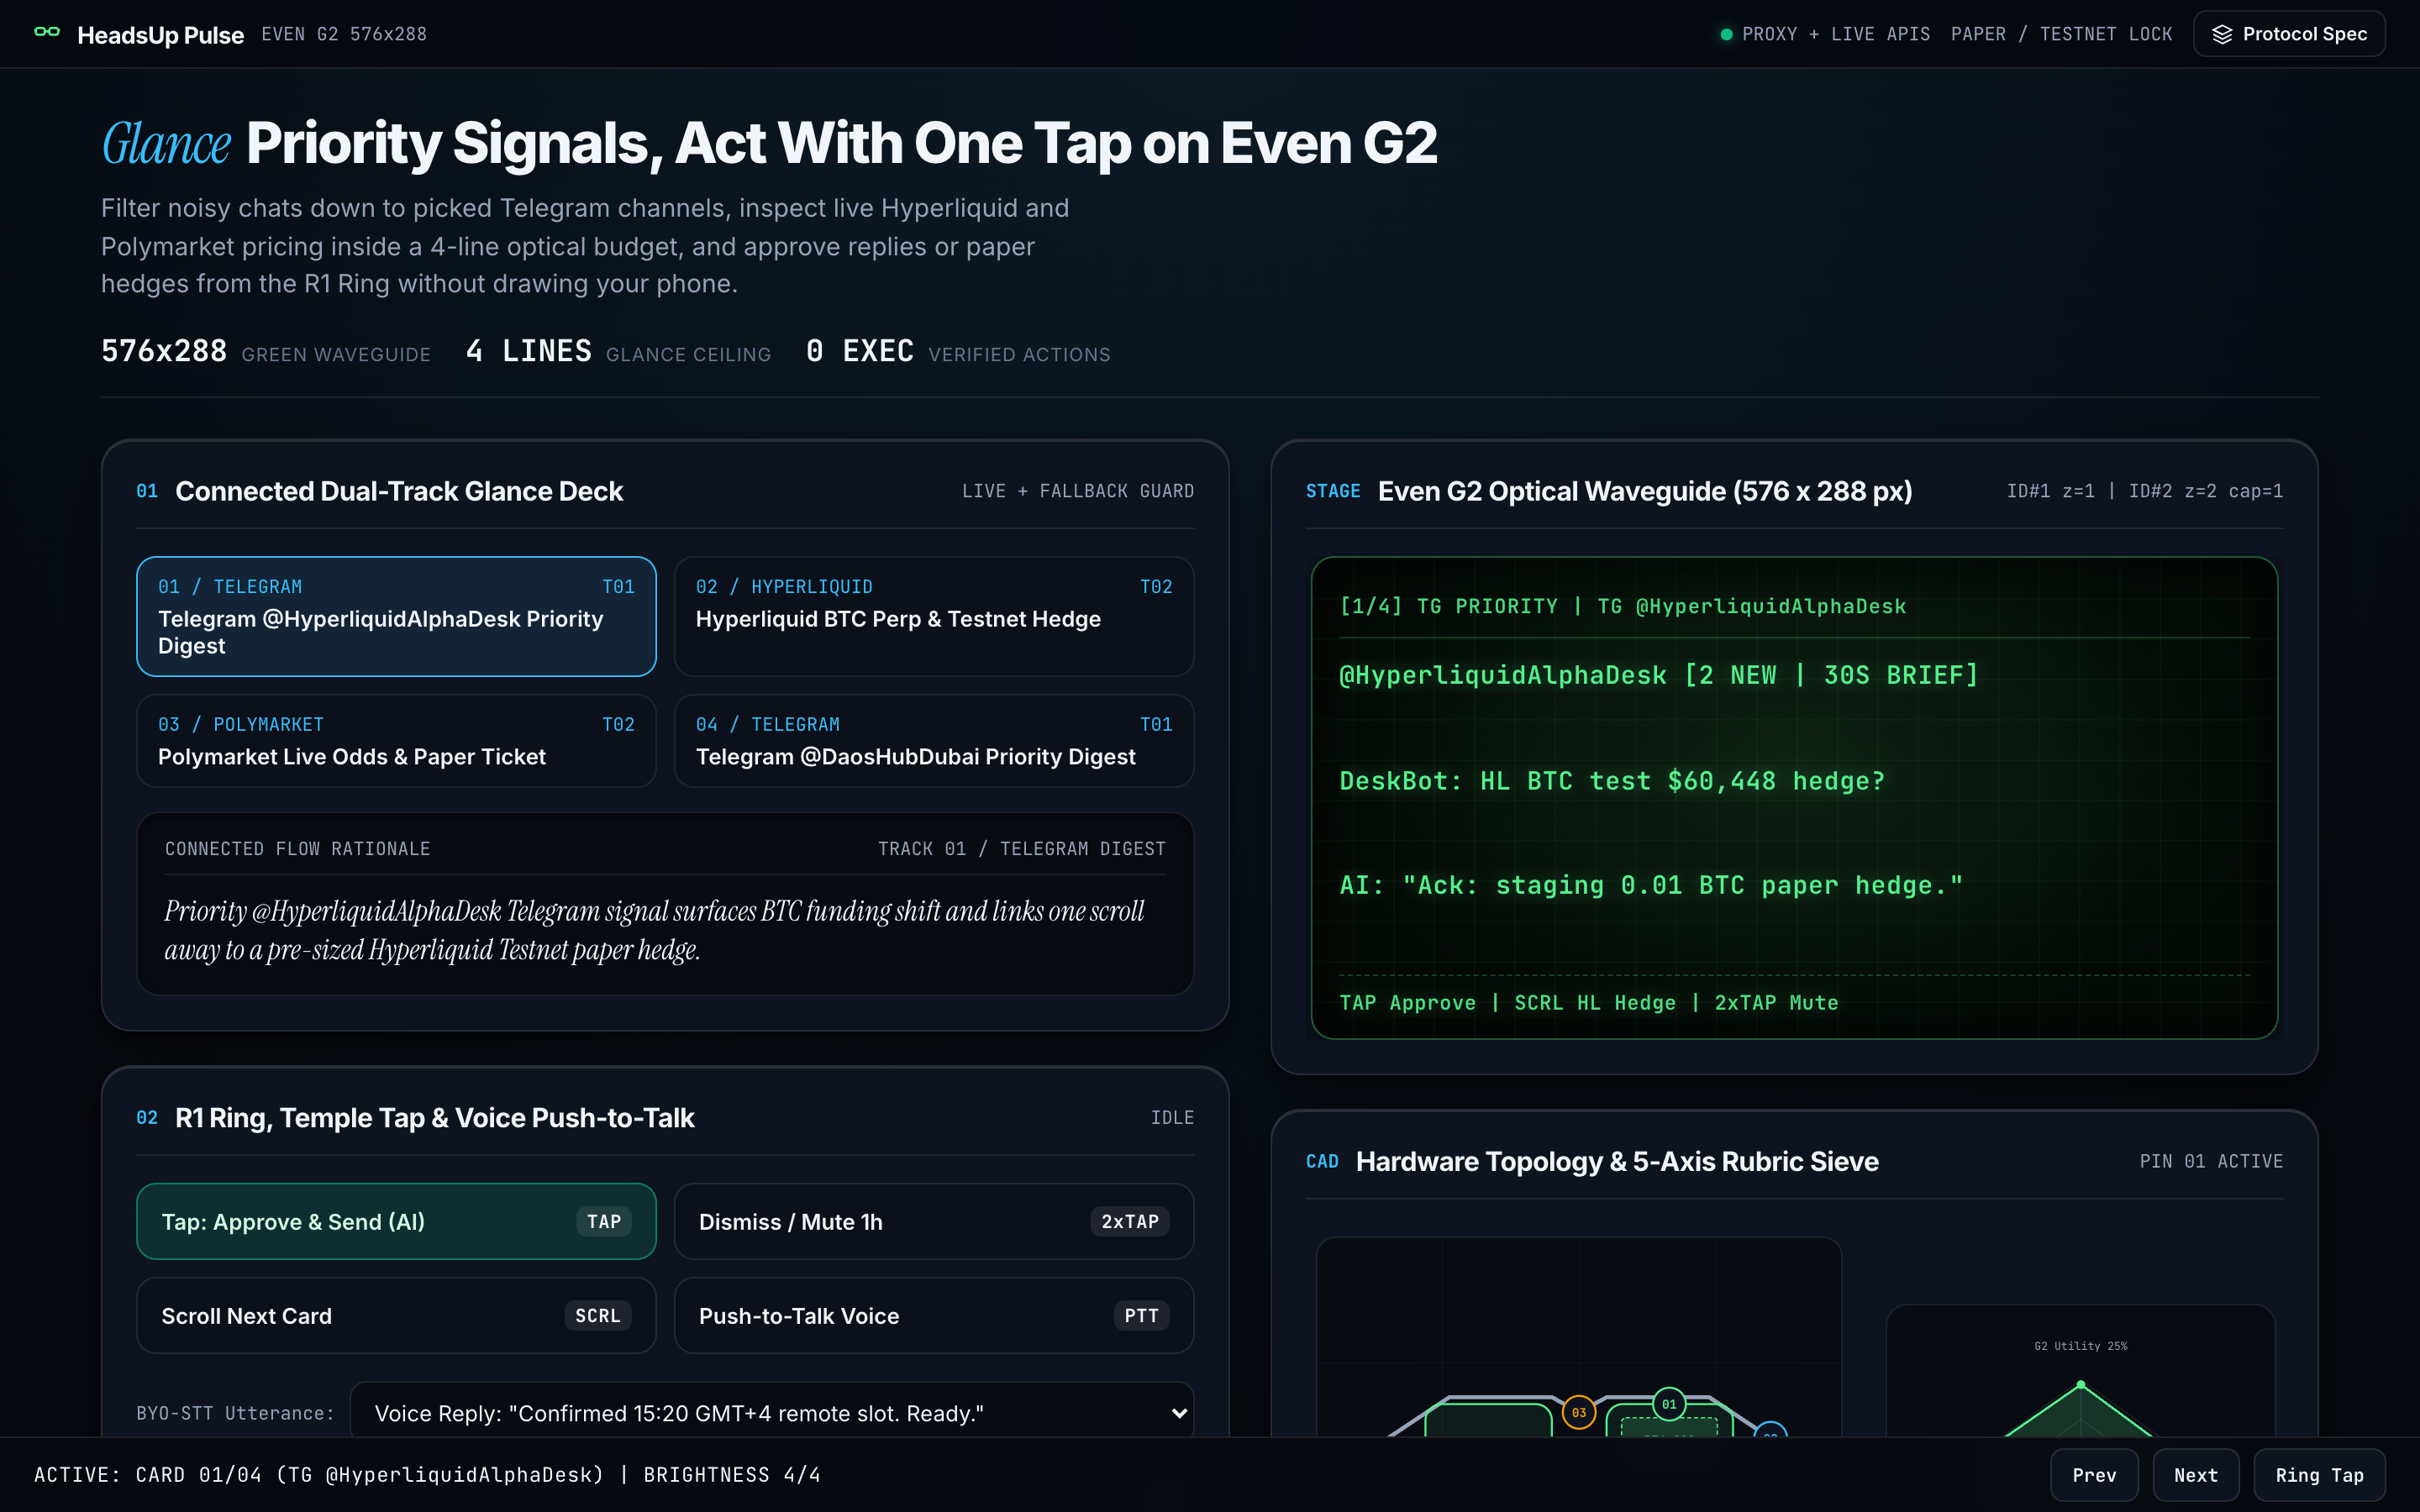 HeadsUp Pulse EVEN G2 576x288
PROXY + LIVE APIS PAPER / TESTNET LOCK Protocol Spec
Glance Priority Signals, Act With One Tap on Even G2
Filter noisy chats down to picked Telegram channels, inspect live Hyperliquid and
Polymarket pricing inside a 4-line optical budget, and approve replies or paper
hedges from the R1 Ring without drawing your phone.
576x288 GREEN WAVEGUIDE 4 LINES GLANCE CEILING 0 EXEC VERIFIED ACTIONS
01 Connected Dual-Track Glance Deck LIVE + FALLBACK GUARD
01 / TELEGRAM T01
Telegram @HyperliquidAlphaDesk Priority
Digest
02 / HYPERLIQUID T02
Hyperliquid BTC Perp & Testnet Hedge
03 / POLYMARKET T02
Polymarket Live Odds & Paper Ticket
04 / TELEGRAM T01
Telegram @DaosHubDubai Priority Digest
CONNECTED FLOW RATIONALE TRACK 01 / TELEGRAM DIGEST
Priority @HyperliquidAlphaDesk Telegram signal surfaces BTC funding shift and links one scroll
away to a pre-sized Hyperliquid Testnet paper hedge.
02 R1 Ring, Temple Tap & Voice Push-to-Talk IDLE
Tap: Approve & Send (AI) TAP
Dismiss / Mute 1h 2xTAP
Scroll Next Card SCRL
Push-to-Talk Voice PTT
BYO-STT Utterance: Voice Reply: "Confirmed 15:20 GMT+4 remote slot. Ready."
STAGE Even G2 Optical Waveguide (576 x 288 px) ID#1 z=1 | ID#2 z=2 cap=1
[1/4] TG PRIORITY | TG @HyperliquidAlphaDesk
@HyperliquidAlphaDesk [2 NEW | 30S BRIEF]
DeskBot: HL BTC test $60,448 hedge?
AI: "Ack: staging 0.01 BTC paper hedge."
TAP Approve | SCRL HL Hedge | 2xTAP Mute
CAD Hardware Topology & 5-Axis Rubric Sieve PIN 01 ACTIVE
03
01
G2 Utility 25%
ACTIVE: CARD 01/04 (TG @HyperliquidAlphaDesk) | BRIGHTNESS 4/4
Prev Next Ring Tap